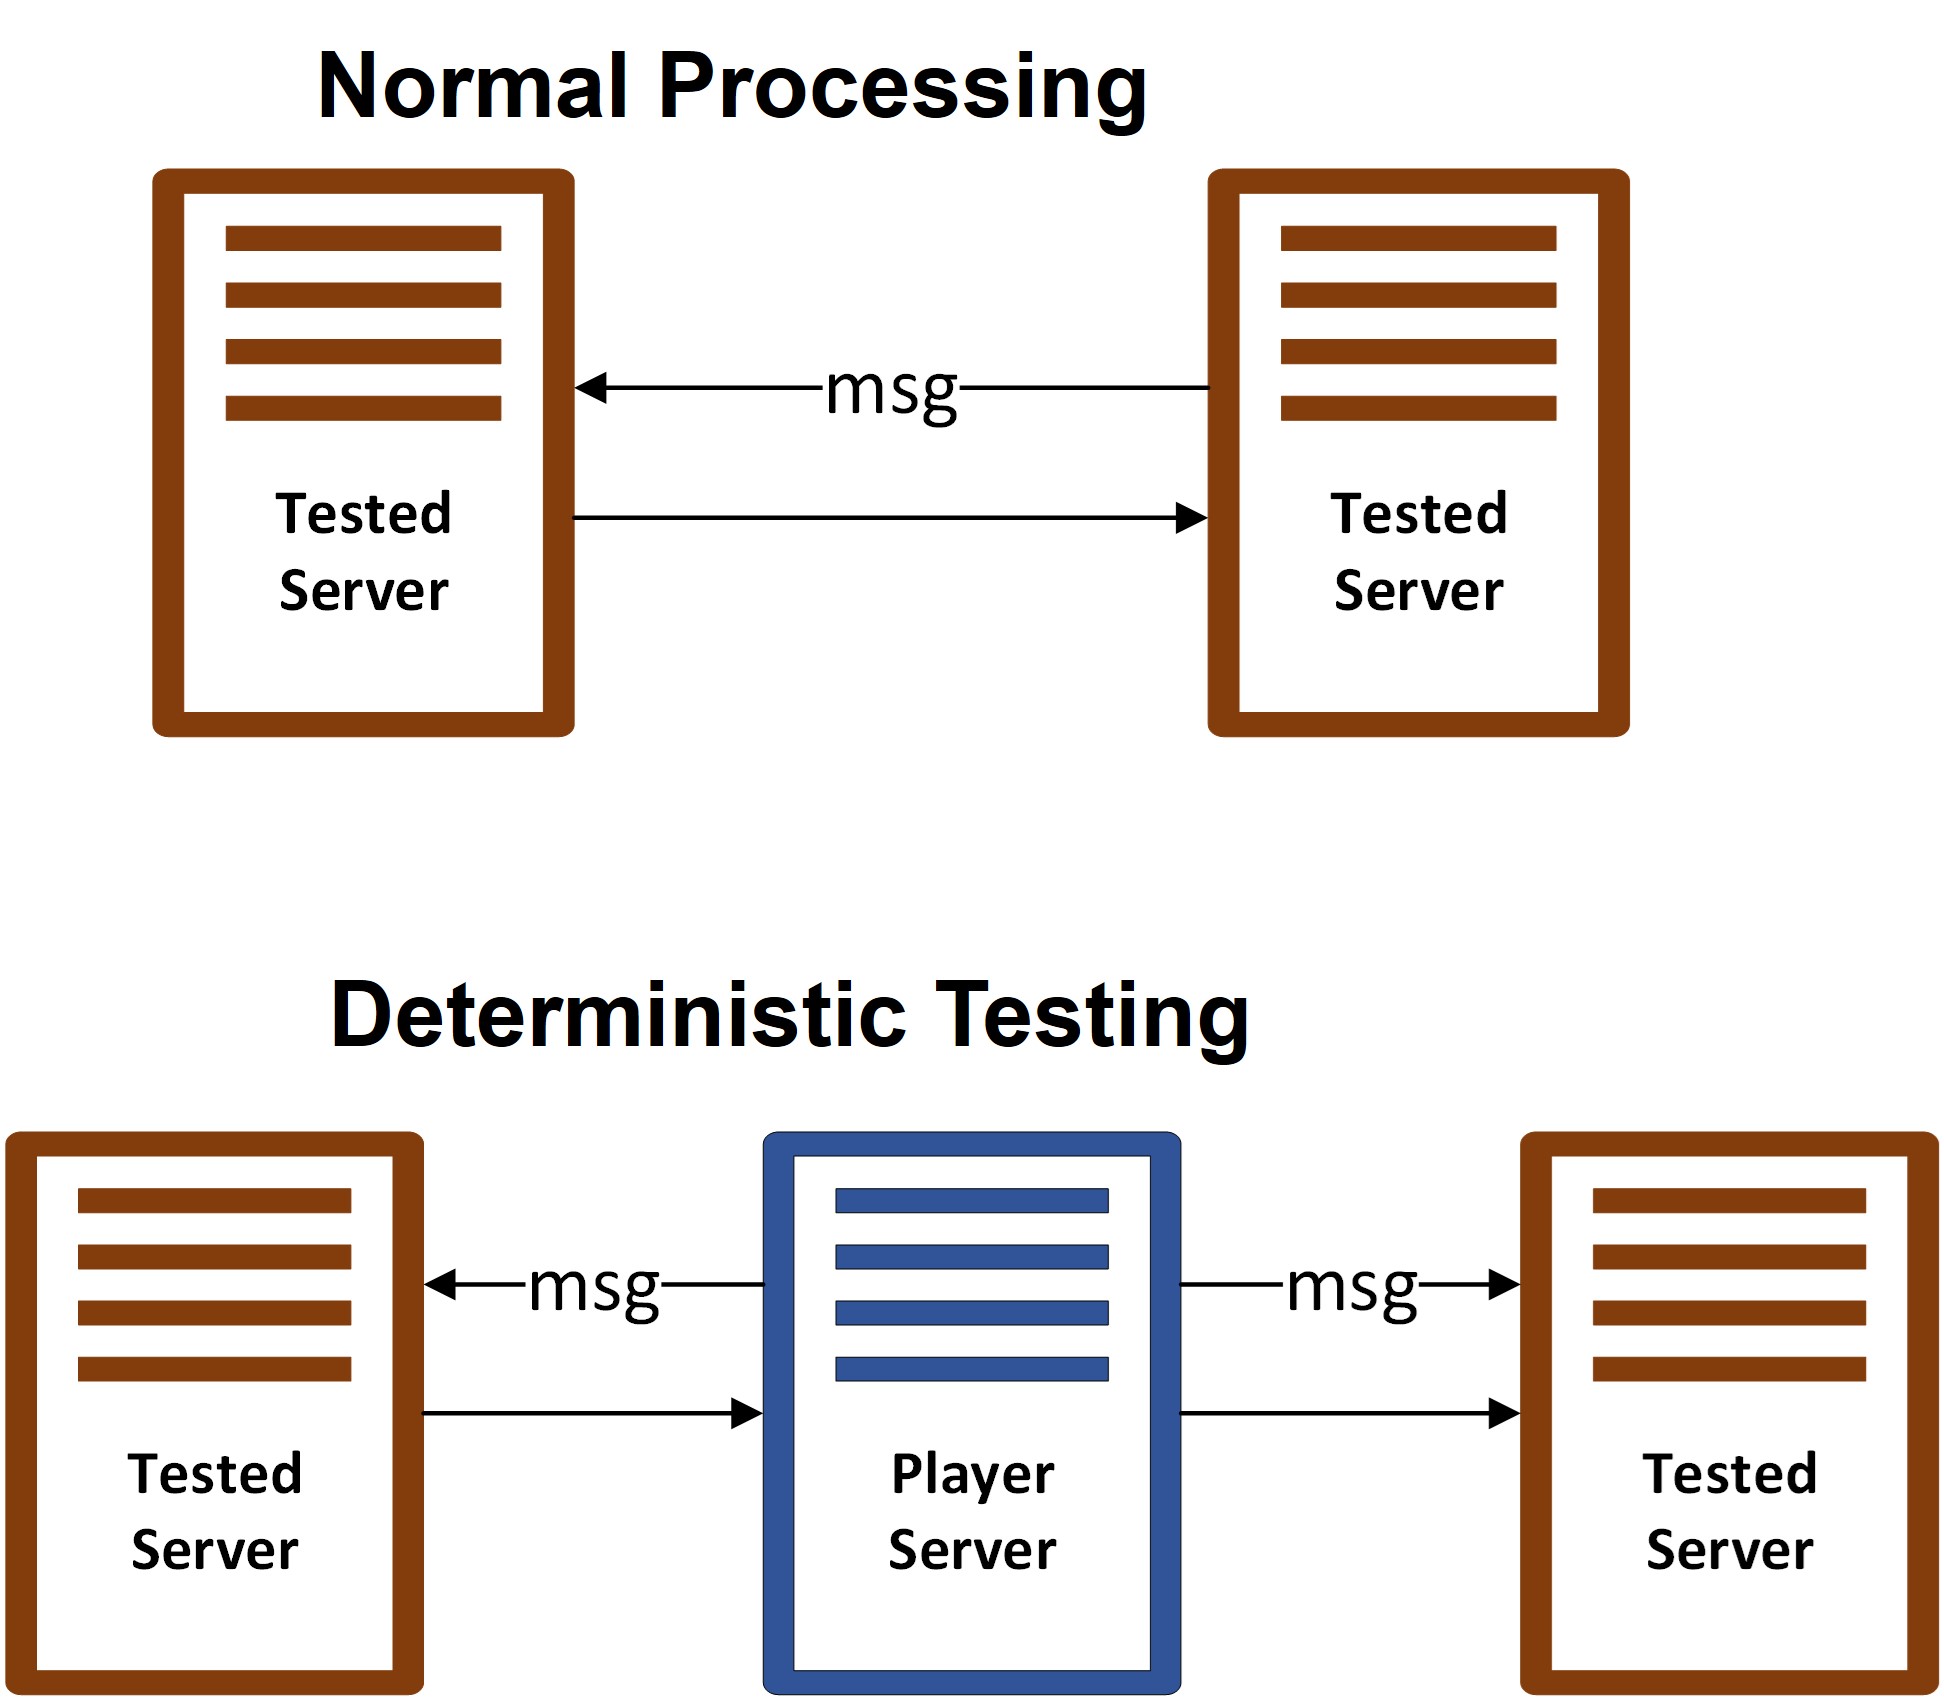 Normal Processing
msg
Tested
Server
Tested
Server
Deterministic Testing
msg
msg
Tested
Server
Player
Server
Tested
Server